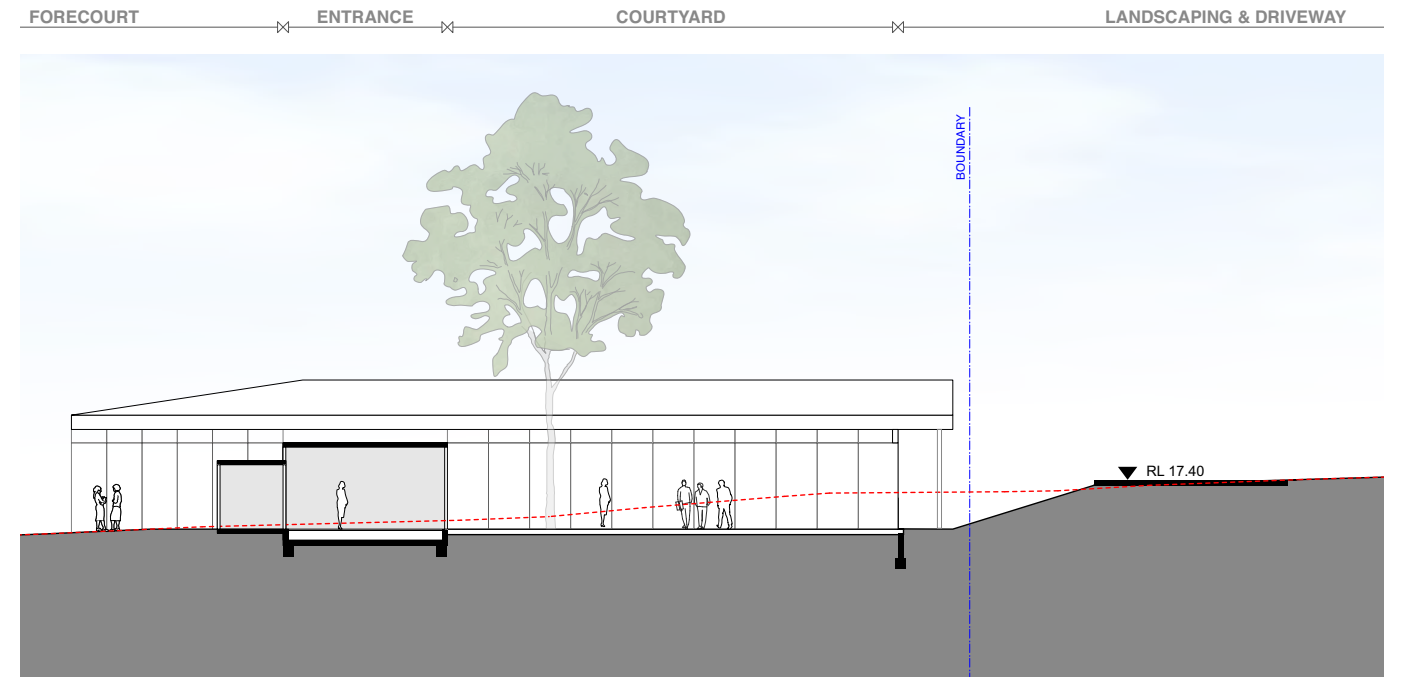 FORECOURT
ENTRANCE
COURTYARD
LANDSCAPING & DRIVEWAY
BOUNDARY
RL 17.40